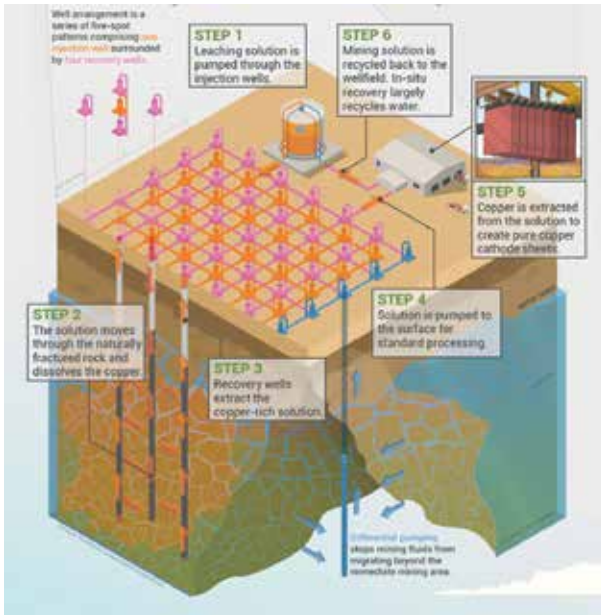 Well arrangement is a
series of five-spot
patterns comprising one
injection well surrounded
by four recovery wells.
STEP 1
Leaching solution is
pumped through the
injection wells.
STEP 6
Mining solution is
recycled back to the
wellfield. In-situ
recovery largely
recycles water.
STEP 5
Copper is extracted
from the solution to
create pure copper
cathode sheets.
STEP 2
The solution moves
through the naturally
fractured rock and
dissolves the copper.
STEP 3
Recovery wells
extract the
copper-rich solution.
STEP 4
Solution is pumped to
the surface for
standard processing.
Differential pumping
stops mining fluids from
migrating beyond the
immediate mining area.